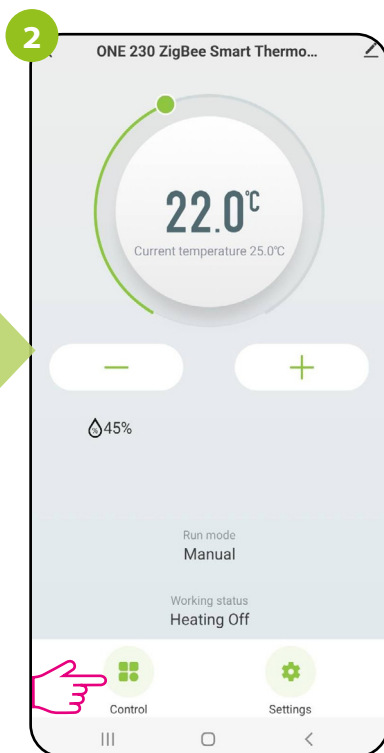 2
ONE 230 ZigBee Smart Thermo...
22.0°C
Current temperature 25.0°C
%45%
Run mode
Manual
Working status
Heating Off
Control Settings